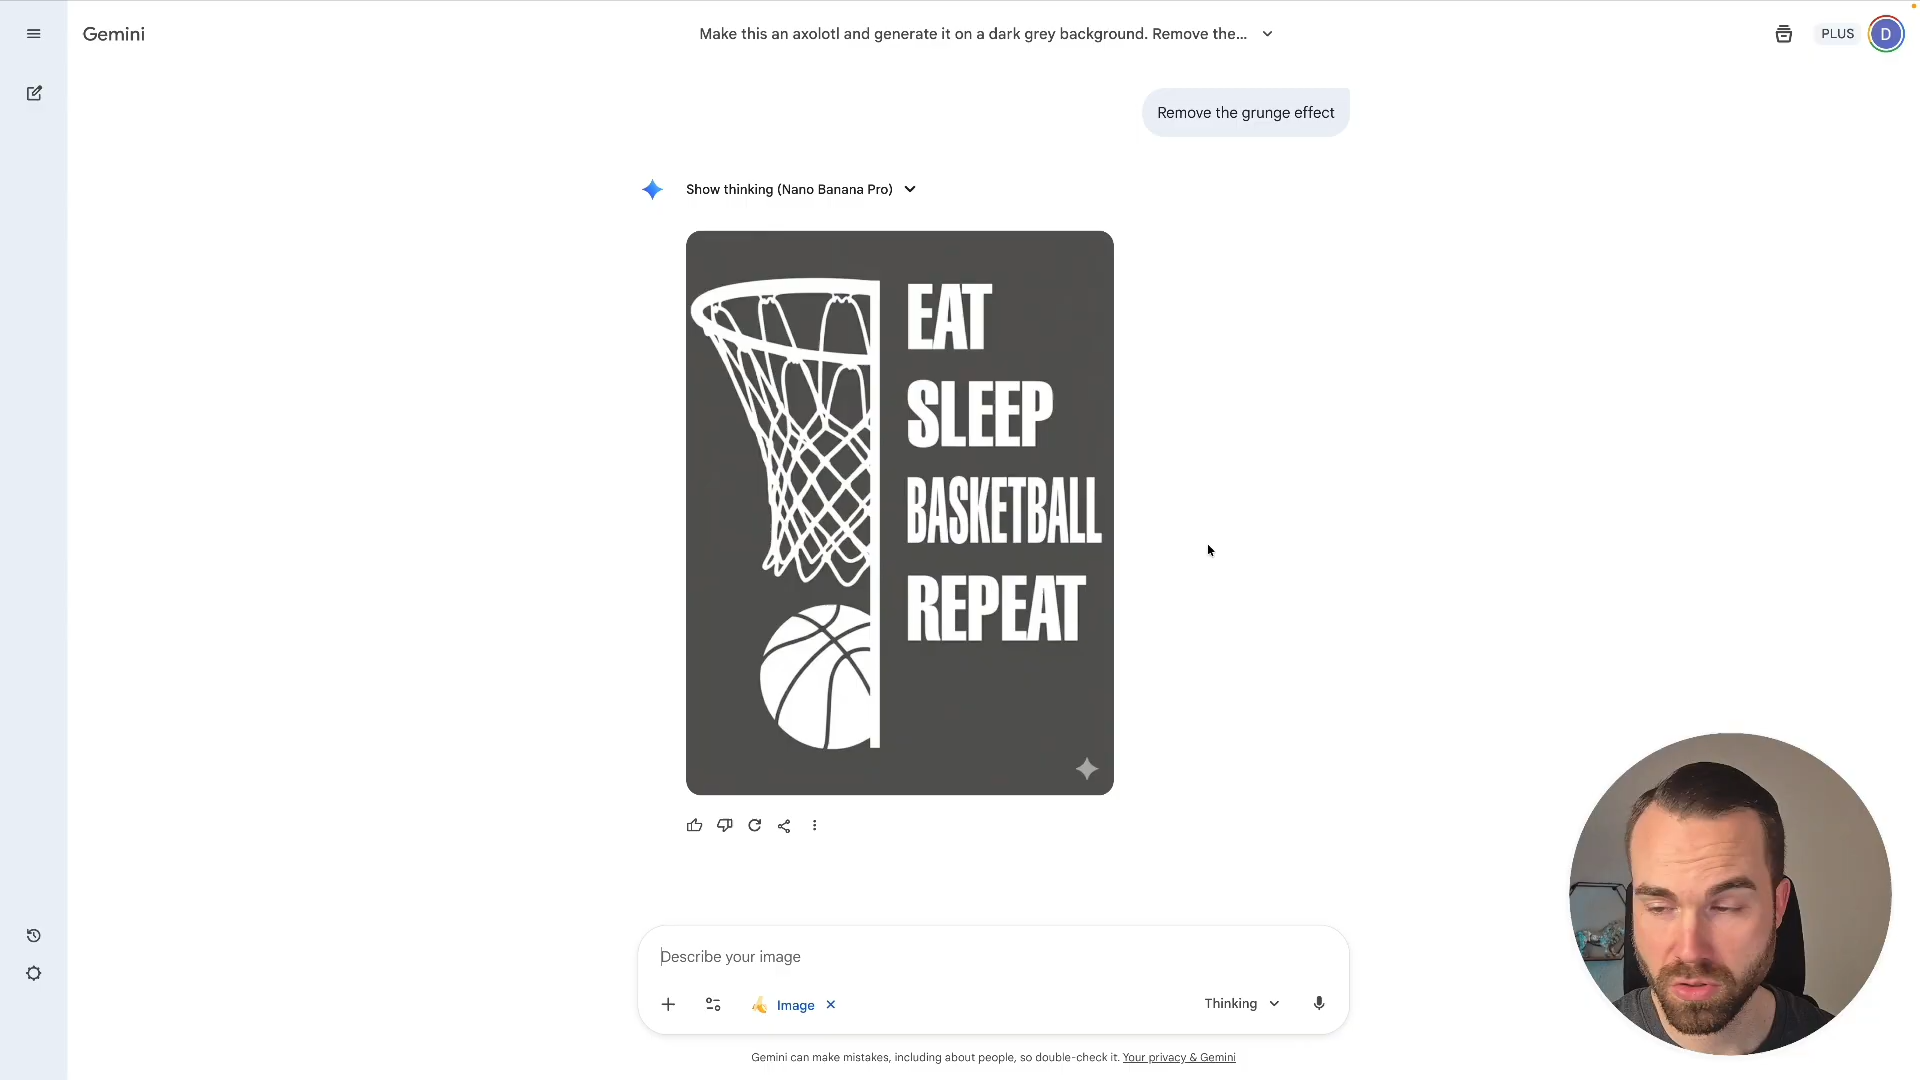 Gemini
Make this an axolotl and generate it on a dark grey background. Remove the...
PLUS
D
Remove the grunge effect
Show thinking (Nano Banana Pro)
EAT
SLEEP
BASKETBALL
REPEAT
Describe your image
Image
Thinking
Gemini can make mistakes, including about people, so double-check it. Your privacy & Gemini